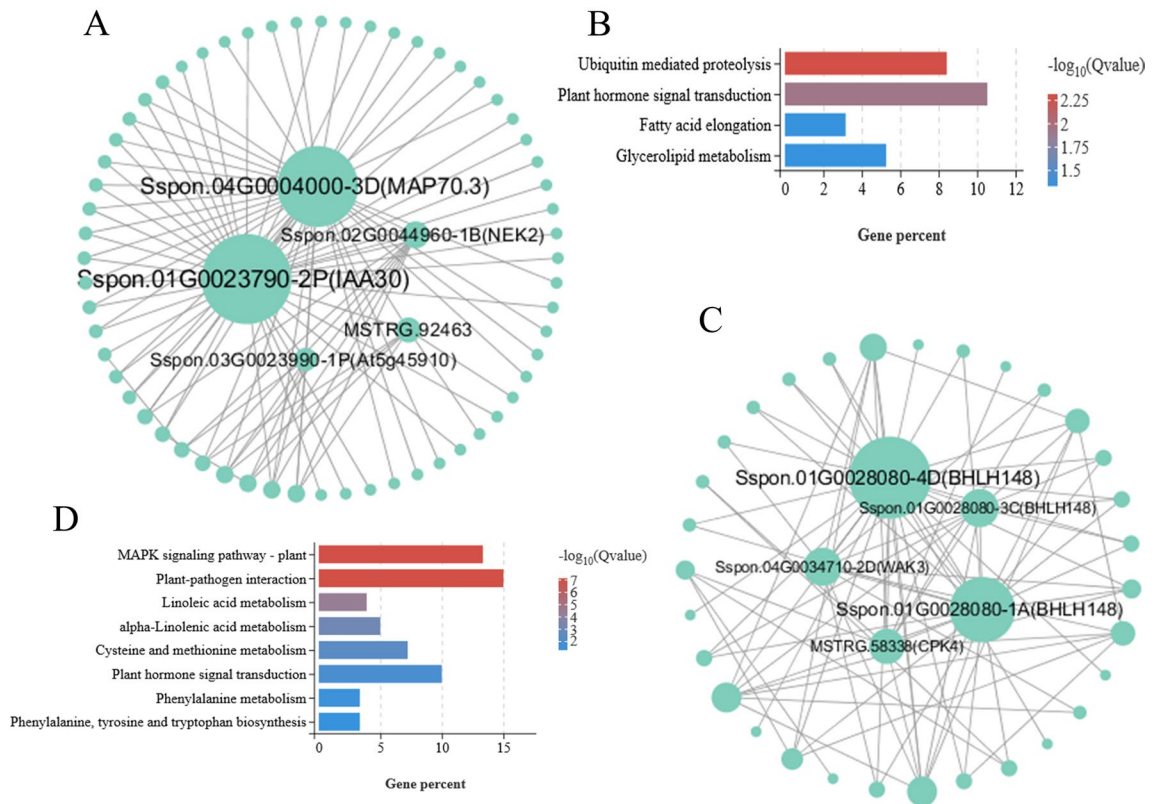 A
Sspon.04G0004000-3D(MAP70.3)
Sspon.02G0044960-1B(NEK2)
Sspon.01G0023790-2P(IAA30)
MSTRG.92463
Sspon.03G0023990-1P(At5g45910)
B
Ubiquitin mediated proteolysis
Plant hormone signal transduction
Fatty acid elongation
Glycerolipid metabolism
0 2 4 6 8 10 12
Gene percent
-log10(Qvalue)
2.25
2
1.75
1.5
C
Sspon.01G0028080-4D(BHLH148)
Sspon.01G0028080-3C(BHLH148)
Sspon.04G0034710-2D(WAK3)
Sspon.01G0028080-1A(BHLH148)
MSTRG.58338(CPK4)
D
MAPK signaling pathway - plant
Plant-pathogen interaction
Linoleic acid metabolism
alpha-Linolenic acid metabolism
Cysteine and methionine metabolism
Plant hormone signal transduction
Phenylalanine metabolism
Phenylalanine, tyrosine and tryptophan biosynthesis
0 5 10 15
Gene percent
-log10(Qvalue)
7
6
5
4
3
2